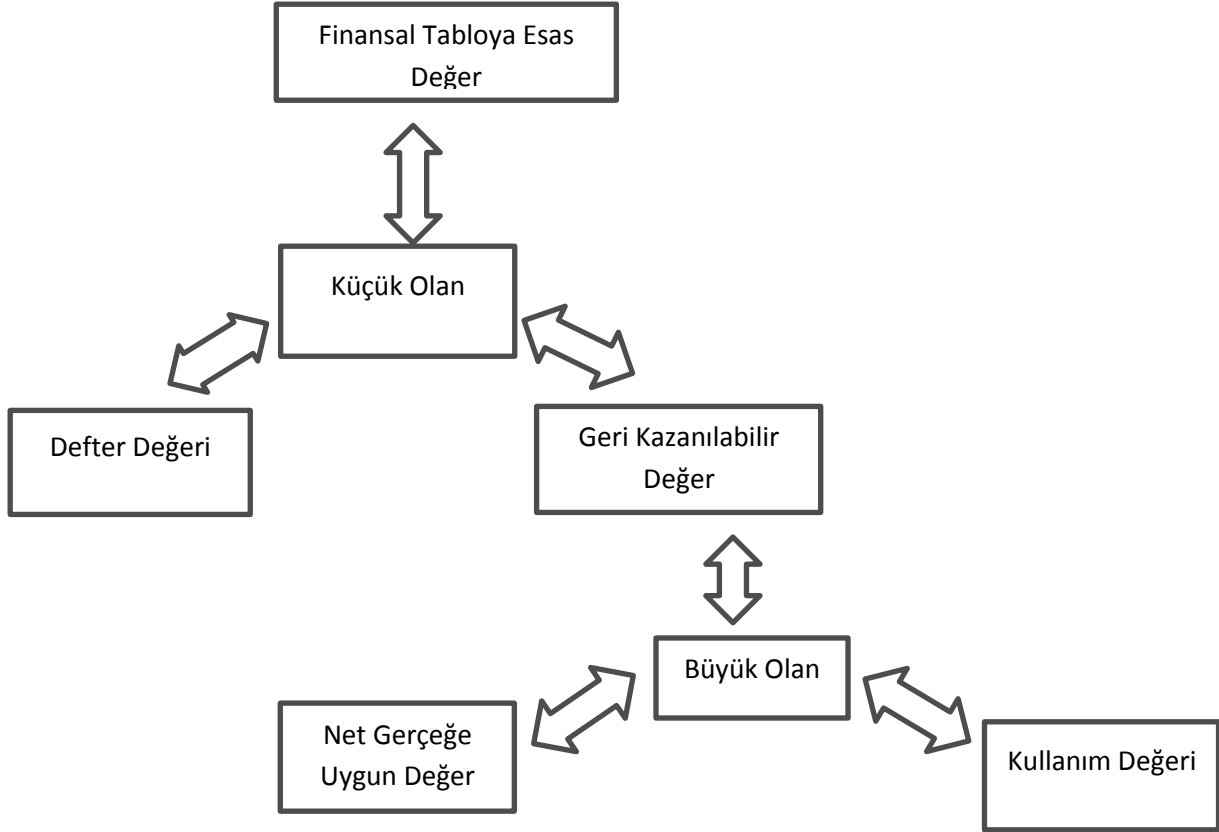 Finansal Tabloya Esas
Değer
Küçük Olan
Defter Değeri
Geri Kazanılabilir
Değer
Büyük Olan
Net Gerçeğe
Uygun Değer
Kullanım Değeri